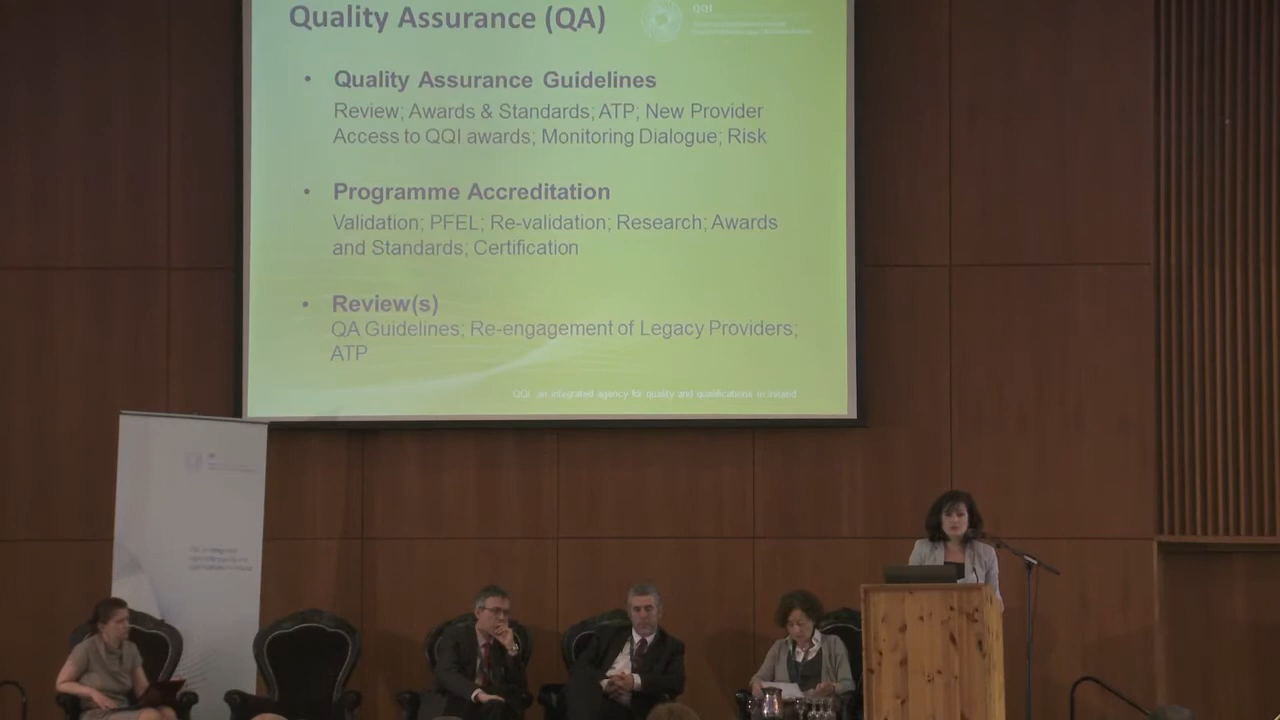 Quality Assurance (QA)
QQI
• Quality Assurance Guidelines
Review; Awards & Standards; ATP; New Provider
Access to QQI awards; Monitoring Dialogue; Risk
• Programme Accreditation
Validation; PFEL; Re-validation; Research; Awards
and Standards; Certification
• Review(s)
QA Guidelines; Re-engagement of Legacy Providers;
ATP
QQI an integrated agency for quality and qualifications in Ireland